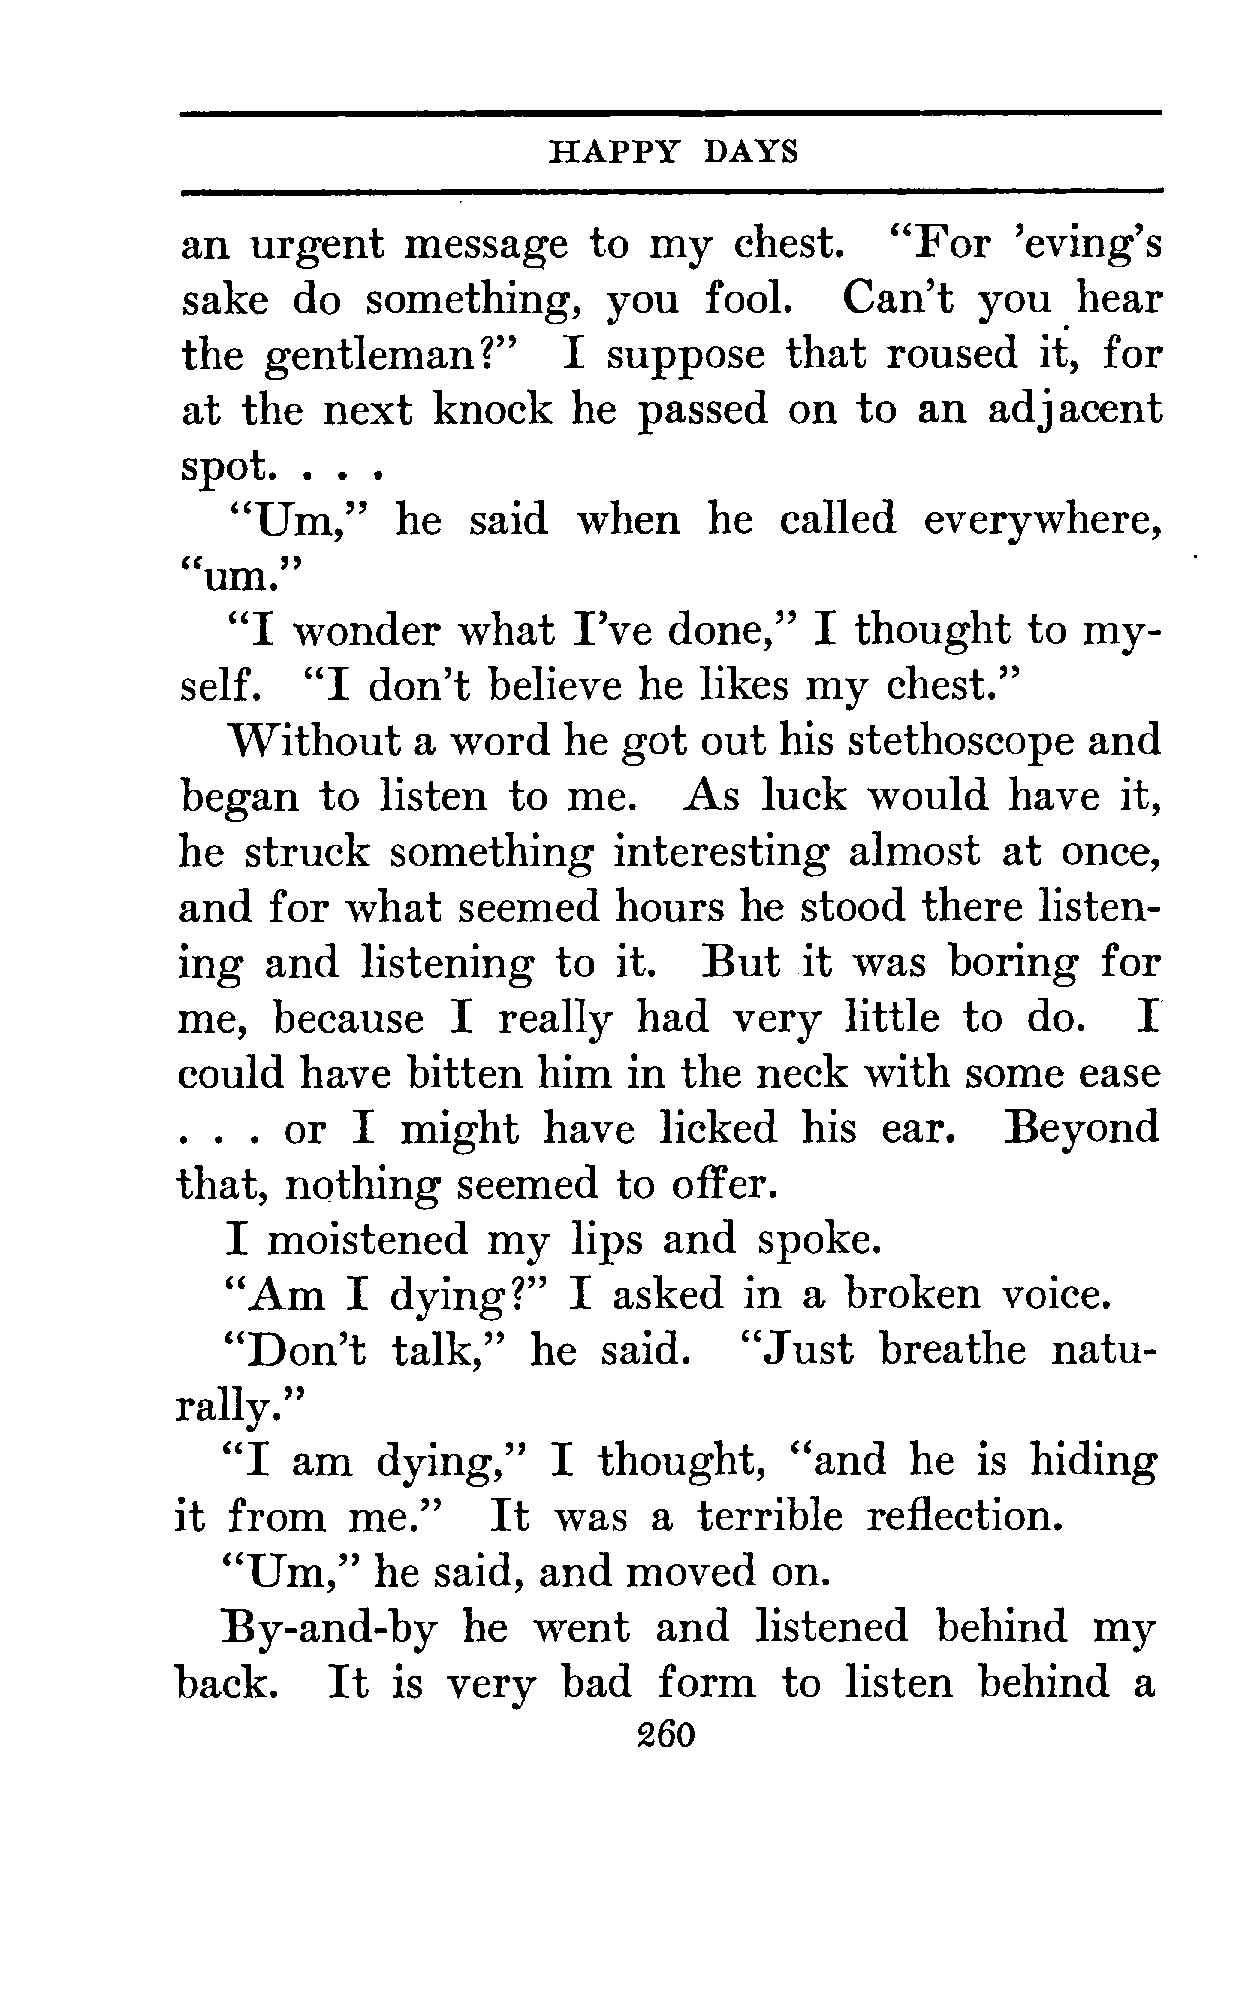 HAPPY DAYS
an urgent message to my chest. “For ’eving’s
sake do something, you fool. Can’t you hear
the gentleman?” I suppose that roused it, for
at the next knock he passed on to an adjacent
spot. . . .
“Um,” he said when he called everywhere,
“um.”
“I wonder what I’ve done,” I thought to my-
self. “I don’t believe he likes my chest.”
Without a word he got out his stethoscope and
began to listen to me. As luck would have it,
he struck something interesting almost at once,
and for what seemed hours he stood there listen-
ing and listening to it. But it was boring for
me, because I really had very little to do. I
could have bitten him in the neck with some ease
. . . or I might have licked his ear. Beyond
that, nothing seemed to offer.
I moistened my lips and spoke.
“Am I dying?” I asked in a broken voice.
“Don’t talk,” he said. “Just breathe natu-
rally.”
“I am dying,” I thought, “and he is hiding
it from me.” It was a terrible reflection.
“Um,” he said, and moved on.
By-and-by he went and listened behind my
back. It is very bad form to listen behind a
260